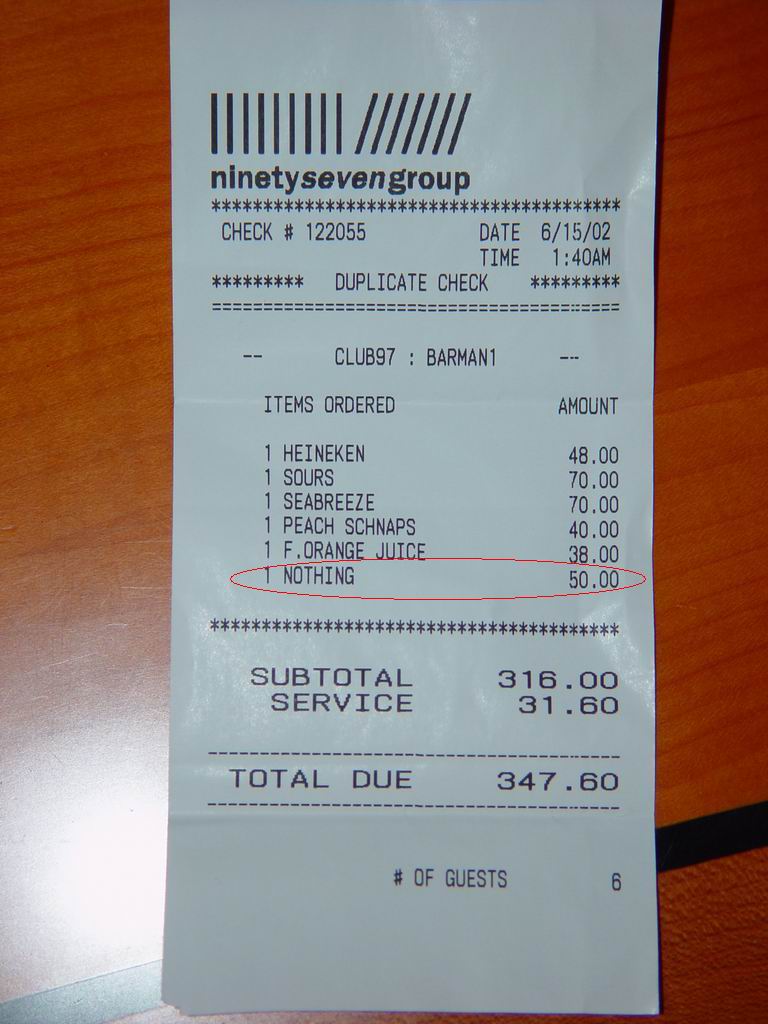 ninetysevengroup
****************************************
CHECK # 122055 DATE 6/15/02
TIME 1:40AM
********* DUPLICATE CHECK *********
========================================
-- CLUB97 : BARMAN1 --
ITEMS ORDERED AMOUNT
1 HEINEKEN 48.00
1 SOURS 70.00
1 SEABREEZE 70.00
1 PEACH SCHNAPS 40.00
1 F.ORANGE JUICE 38.00
1 NOTHING 50.00
****************************************
SUBTOTAL 316.00
SERVICE 31.60
----------------------------------------
TOTAL DUE 347.60
----------------------------------------
# OF GUESTS 6